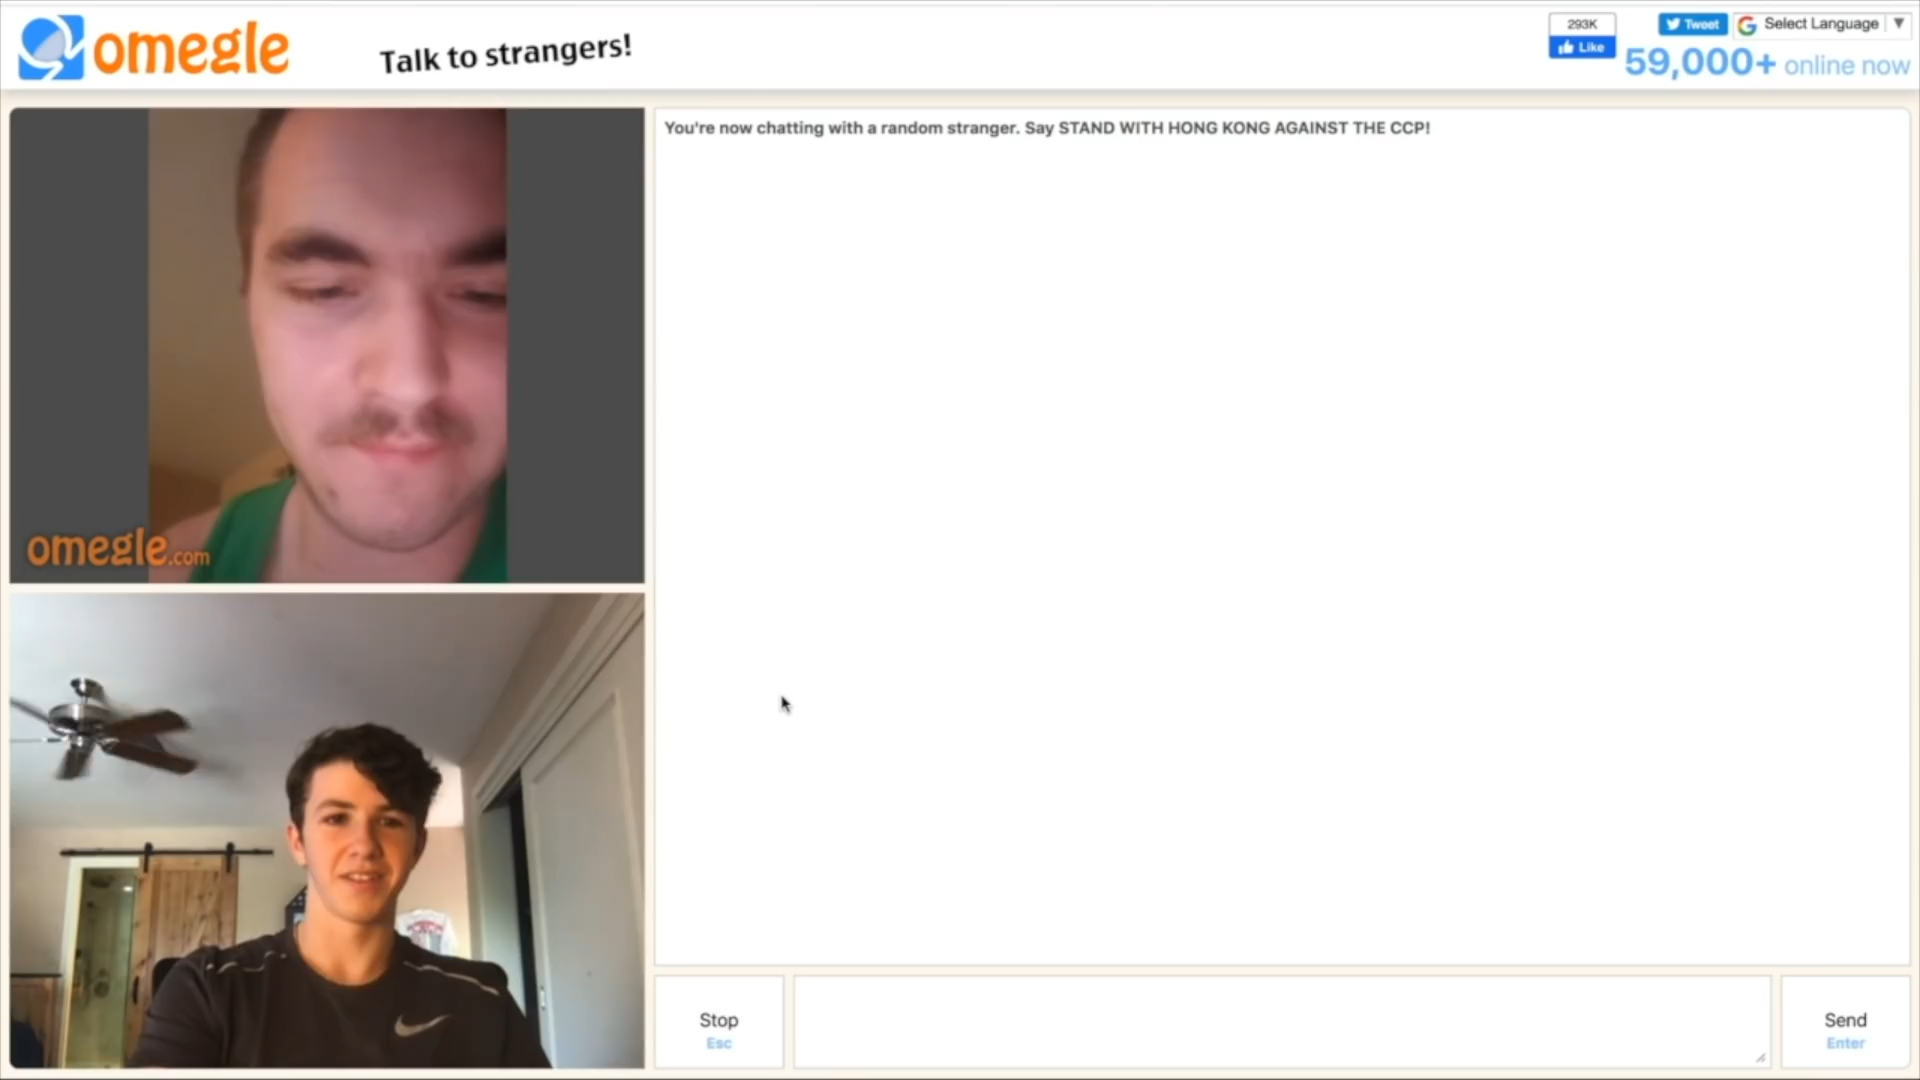 omegle
Talk to strangers!
293K
Like
Tweet
Select Language
59,000+ online now
You're now chatting with a random stranger. Say STAND WITH HONG KONG AGAINST THE CCP!
omegle.com
Stop
Esc
Send
Enter